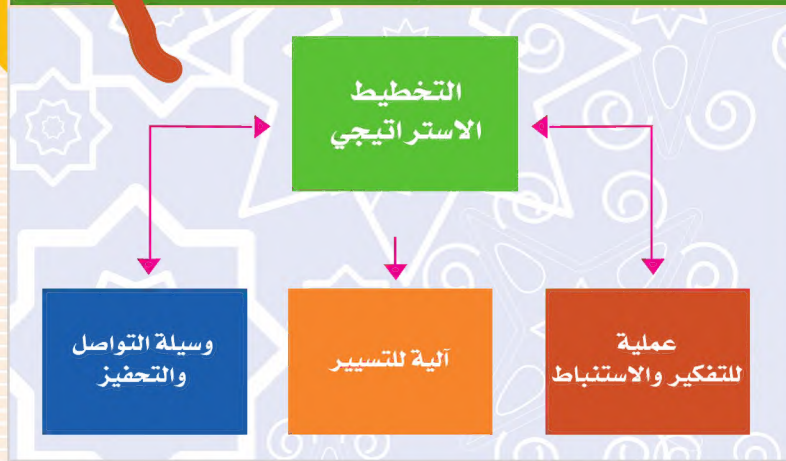 التخطيط
الاستراتيجي
عملية
للتفكير والاستنباط
آلية للتسيير
وسيلة التواصل
والتحفيز